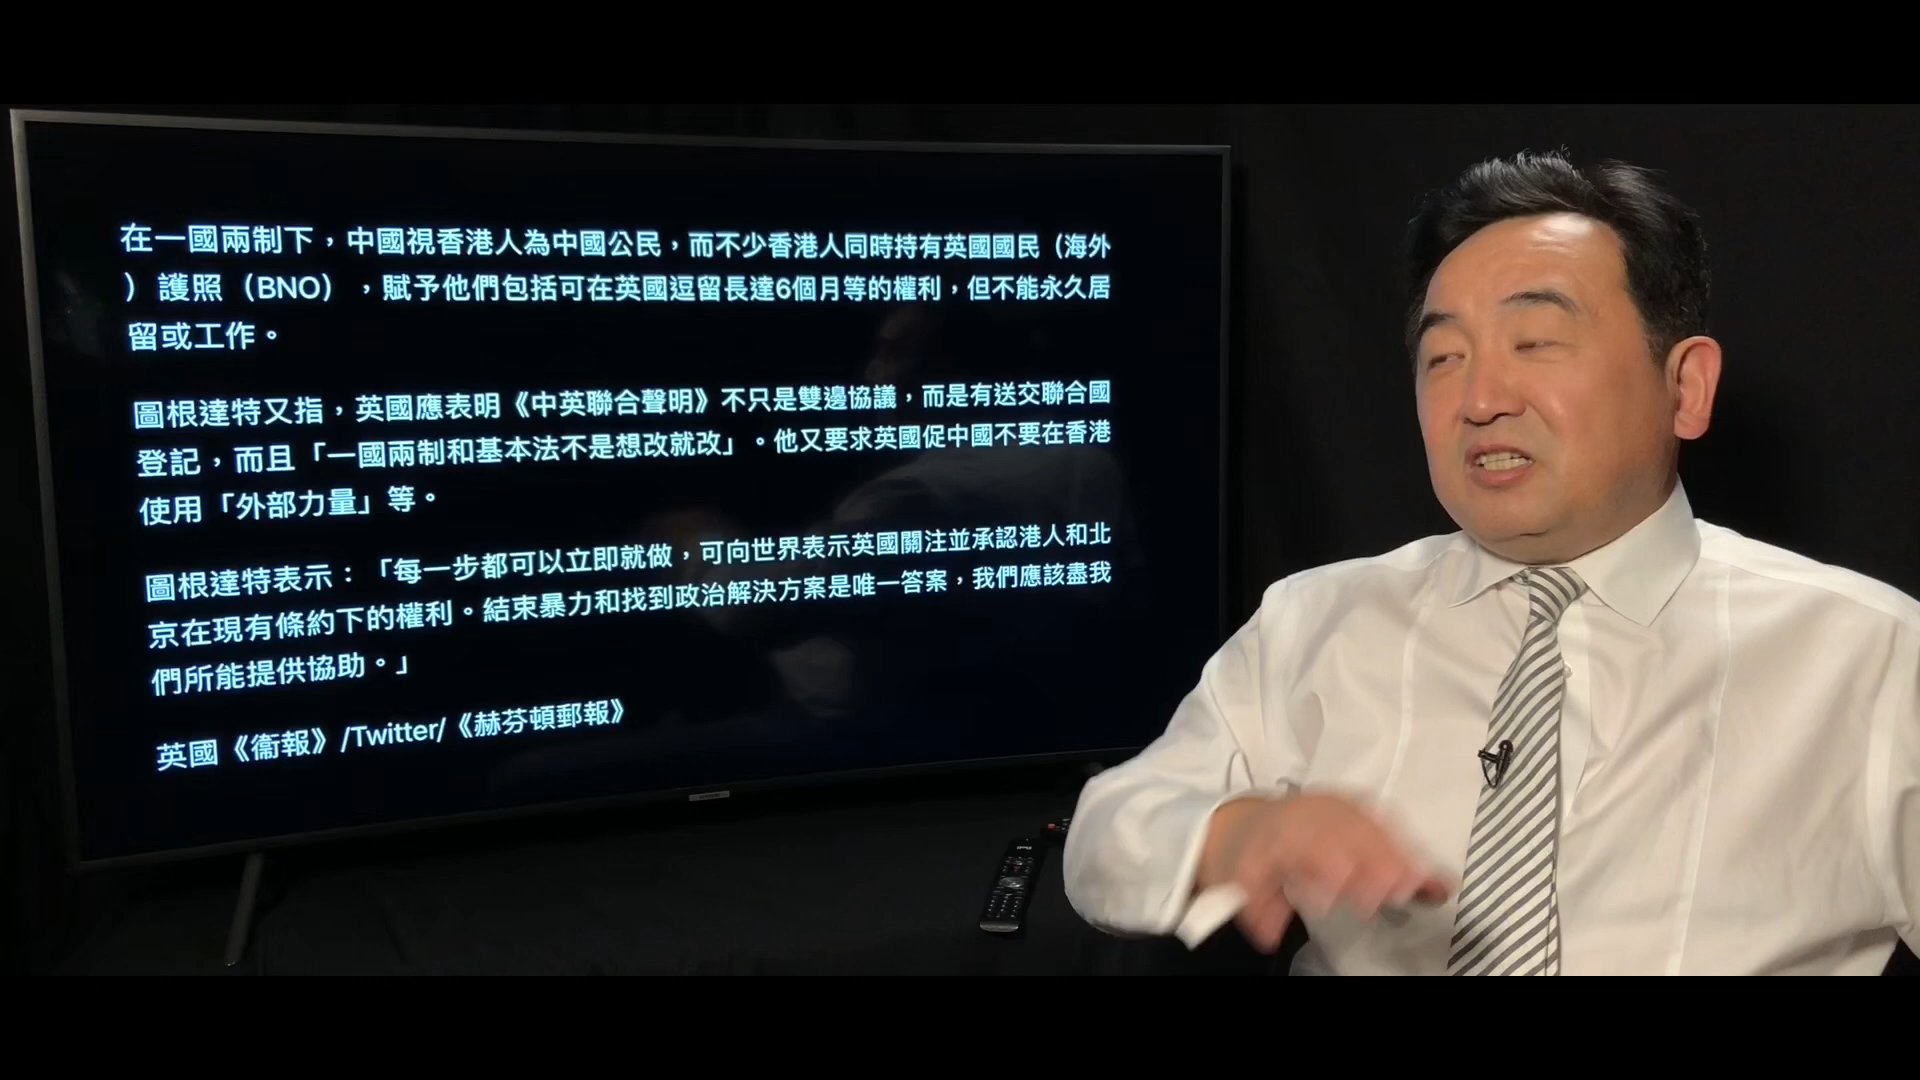 在一國兩制下，中國視香港人為中國公民，而不少香港人同時持有英國國民（海外
）護照（BNO），賦予他們包括可在英國逗留長達6個月等的權利，但不能永久居
留或工作。
圖根達特又指，英國應表明《中英聯合聲明》不只是雙邊協議，而是有送交聯合國
登記，而且「一國兩制和基本法不是想改就改」。他又要求英國促中國不要在香港
使用「外部力量」等。
圖根達特表示：「每一步都可以立即就做，可向世界表示英國關注並承認港人和北
京在現有條約下的權利。結束暴力和找到政治解決方案是唯一答案，我們應該盡我
們所能提供協助。」
英國《衞報》/Twitter/《赫芬頓郵報》